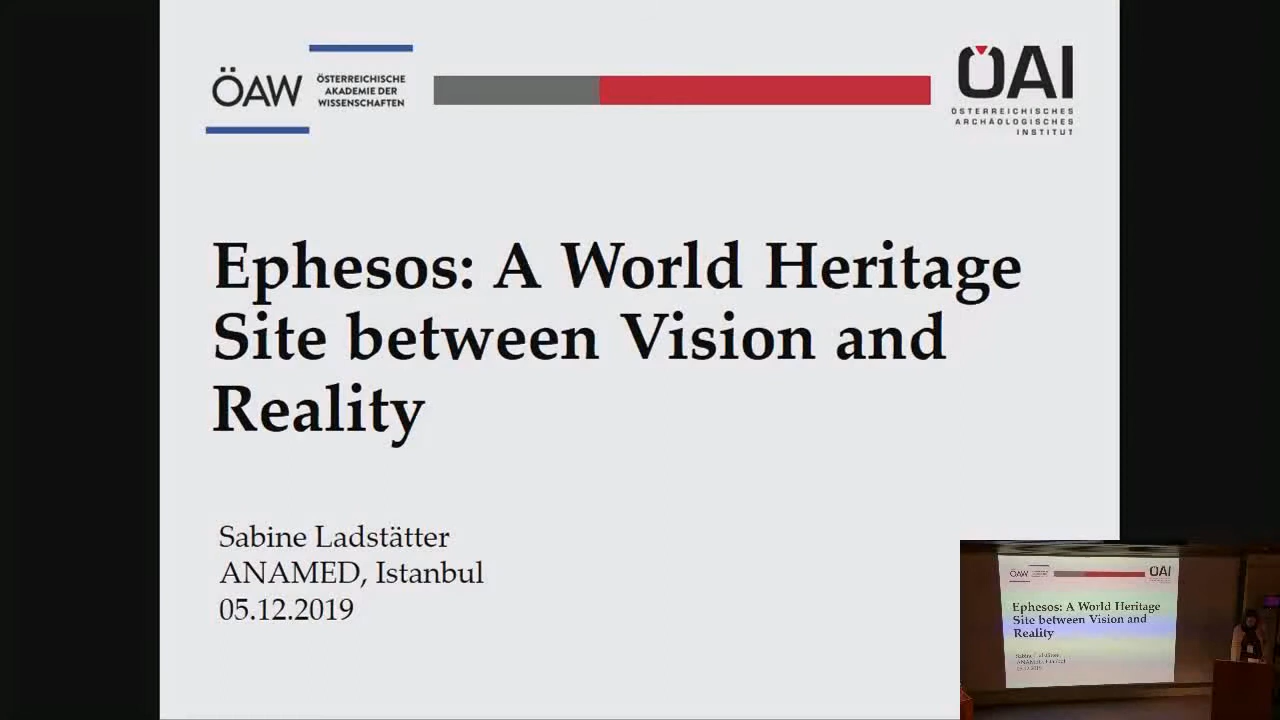 ÖAW
ÖSTERREICHISCHE
AKADEMIE DER
WISSENSCHAFTEN
ÖAI
ÖSTERREICHISCHES
ARCHÄOLOGISCHES
INSTITUT
Ephesos: A World Heritage
Site between Vision and
Reality
Sabine Ladstätter
ANAMED, Istanbul
05.12.2019
ÖAW
ÖAI
Ephesos: A World Heritage
Site between Vision and
Reality